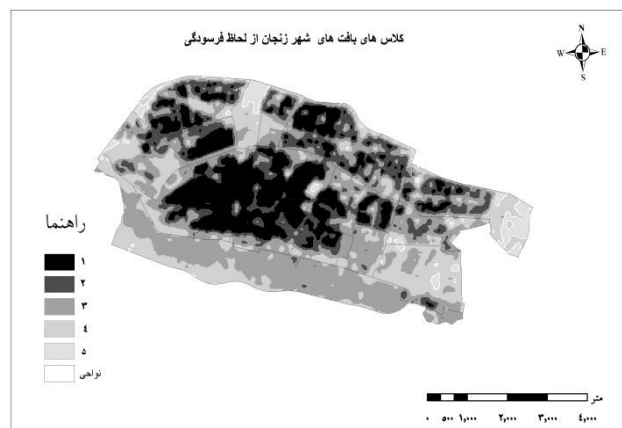 کلاس های بافت های شهر زنجان از لحاظ فرسودگی
N
W E
S
راهنما
۱
۲
۳
٤
۵
نواحی
متر
۰ ۵۰۰ ۱,۰۰۰ ۲,۰۰۰ ۳,۰۰۰ ٤,۰۰۰